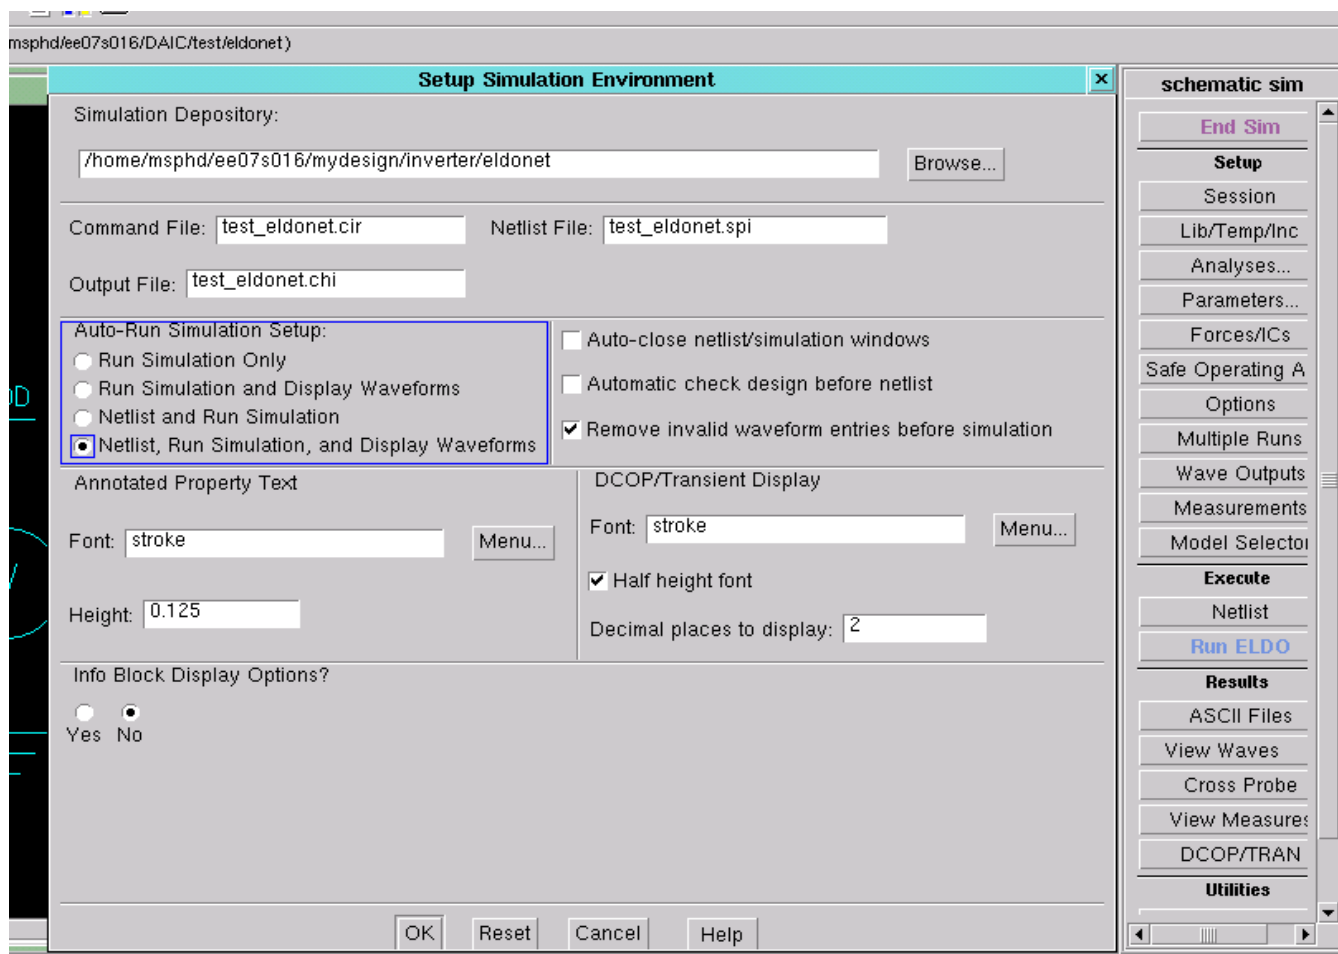 msphd/ee07s016/DAIC/test/eldonet)
Setup Simulation Environment
Simulation Depository:
/home/msphd/ee07s016/mydesign/inverter/eldonet
Browse...
Command File: test_eldonet.cir
Netlist File: test_eldonet.spi
Output File: test_eldonet.chi
Auto-Run Simulation Setup:
Run Simulation Only
Run Simulation and Display Waveforms
Netlist and Run Simulation
Netlist, Run Simulation, and Display Waveforms
Auto-close netlist/simulation windows
Automatic check design before netlist
Remove invalid waveform entries before simulation
Annotated Property Text
Font: stroke
Menu...
Height: 0.125
DCOP/Transient Display
Font: stroke
Menu...
Half height font
Decimal places to display: 2
Info Block Display Options?
Yes No
OK
Reset
Cancel
Help
schematic sim
End Sim
Setup
Session
Lib/Temp/Inc
Analyses...
Parameters...
Forces/ICs
Safe Operating A
Options
Multiple Runs
Wave Outputs
Measurements
Model Selector
Execute
Netlist
Run ELDO
Results
ASCII Files
View Waves
Cross Probe
View Measures
DCOP/TRAN
Utilities